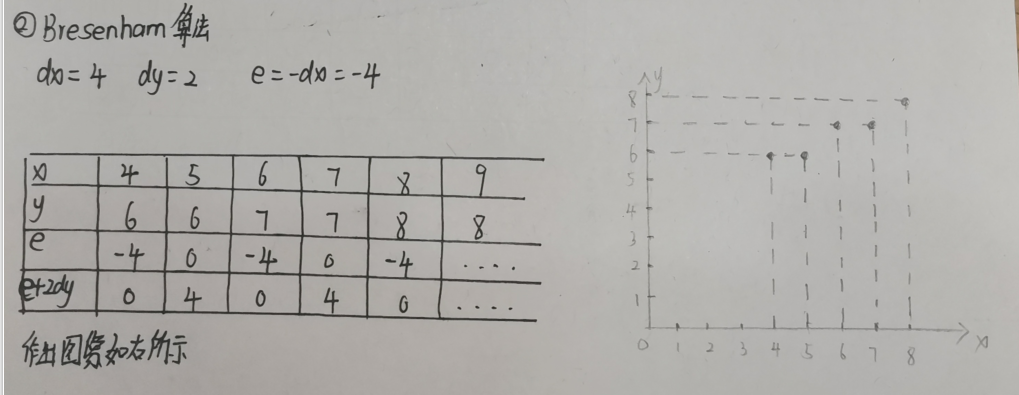 ② Bresenham 算法
dx = 4 dy = 2 e = -dx = -4
x 4 5 6 7 8 9
y 6 6 7 7 8 8
e -4 0 -4 0 -4 ....
e+2dy 0 4 0 4 0 ....
作出图象如右所示
y
8
7
6
5
4
3
2
1
0 1 2 3 4 5 6 7 8 x